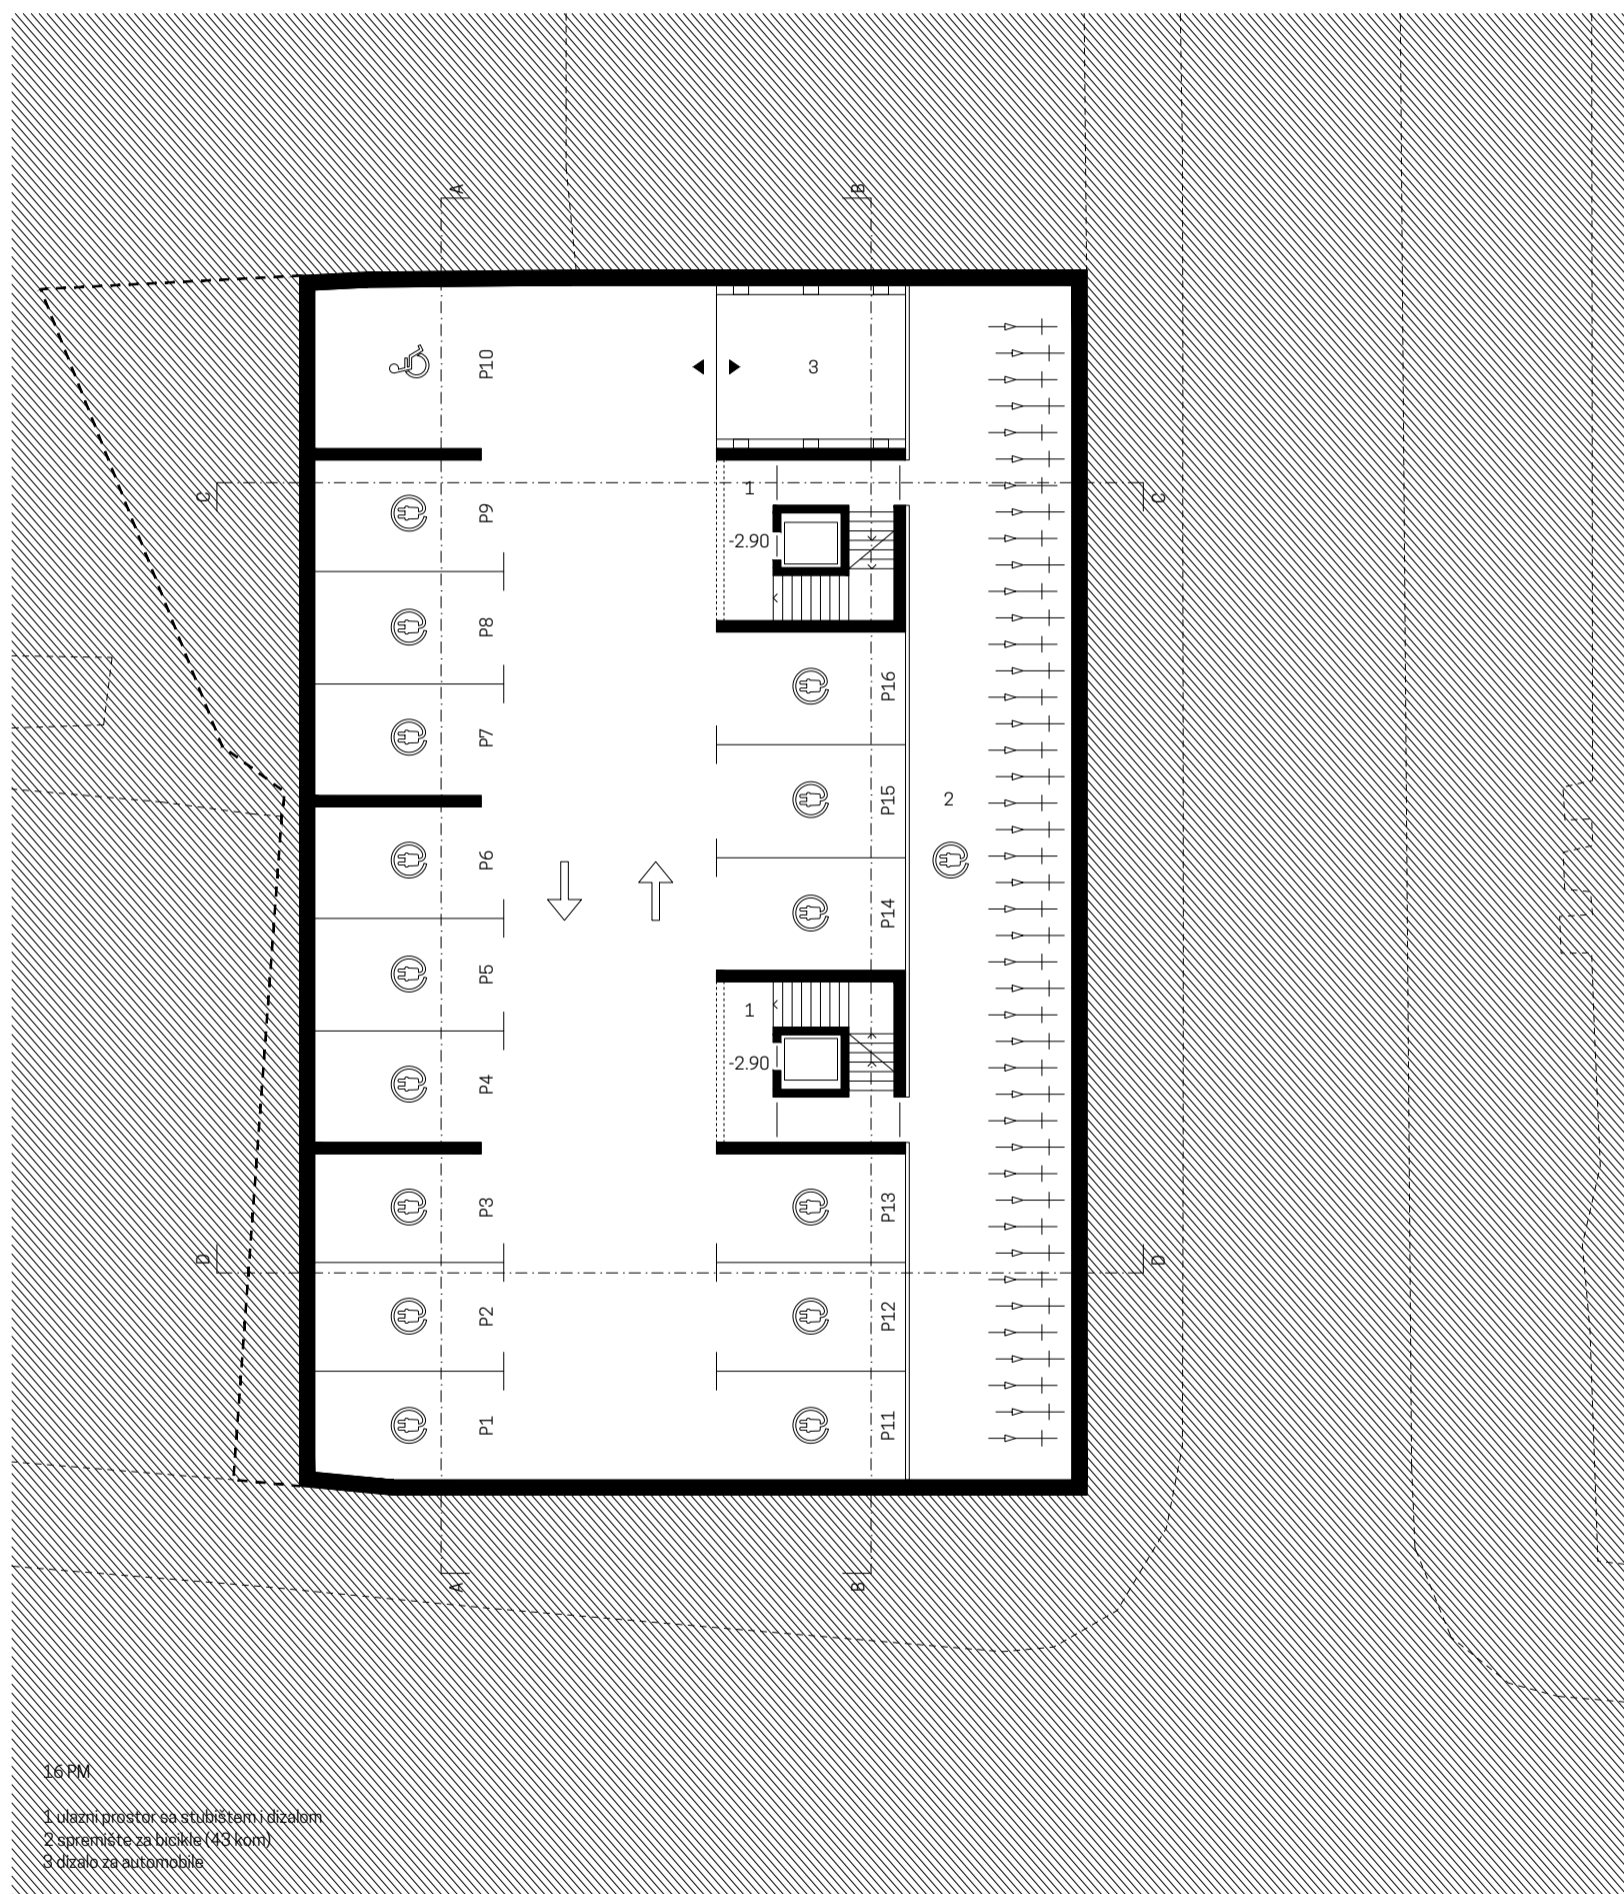 A
B
P10
3
C
1
P9
C
-2.90
P8
P16
P7
P15
2
P6
P14
P5
1
-2.90
P4
P3
P13
D
D
P2
P12
P1
P11
A
B
16 PM
1 ulazni prostor sa stubištem i dizalom
2 spremište za bicikle (43 kom)
3 dizalo za automobile